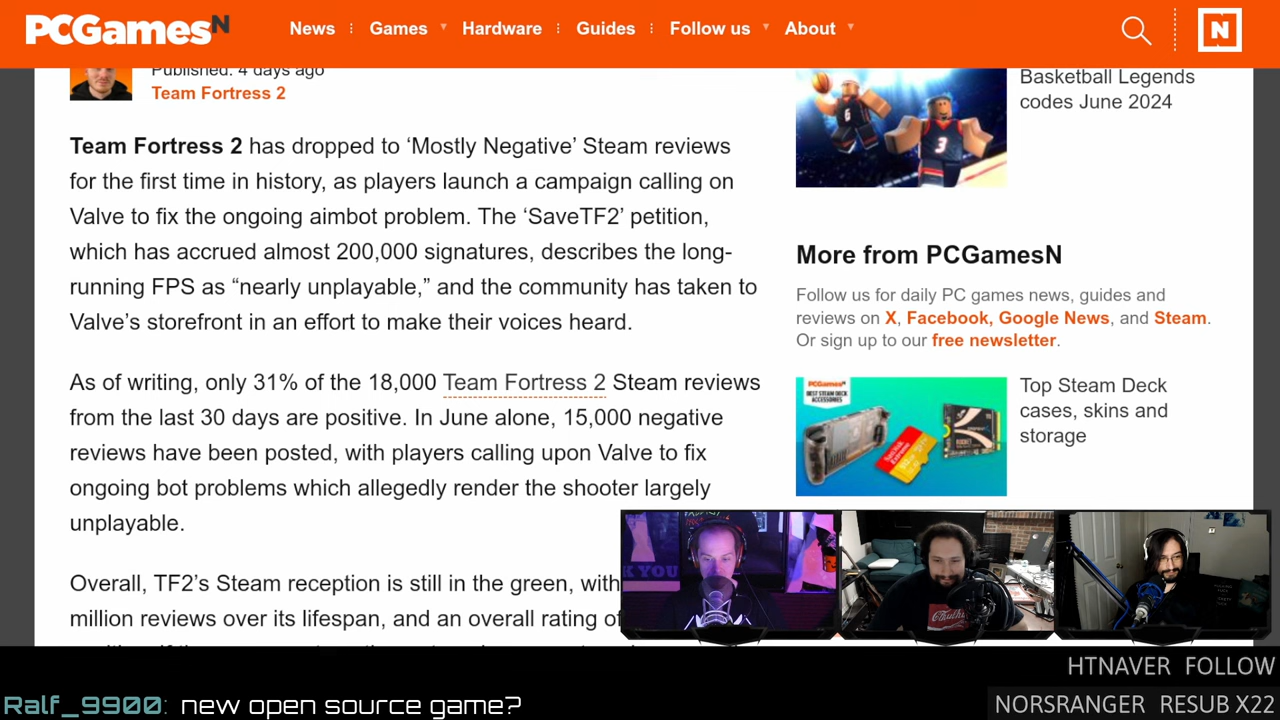 PCGamesN
News
Games
Hardware
Guides
Follow us
About
N
Published: 4 days ago
Team Fortress 2
Team Fortress 2 has dropped to ‘Mostly Negative’ Steam reviews
for the first time in history, as players launch a campaign calling on
Valve to fix the ongoing aimbot problem. The ‘SaveTF2’ petition,
which has accrued almost 200,000 signatures, describes the long-
running FPS as “nearly unplayable,” and the community has taken to
Valve’s storefront in an effort to make their voices heard.
As of writing, only 31% of the 18,000 Team Fortress 2 Steam reviews
from the last 30 days are positive. In June alone, 15,000 negative
reviews have been posted, with players calling upon Valve to fix
ongoing bot problems which allegedly render the shooter largely
unplayable.
Overall, TF2’s Steam reception is still in the green, with
million reviews over its lifespan, and an overall rating of
Basketball Legends
codes June 2024
6
3
More from PCGamesN
Follow us for daily PC games news, guides and
reviews on X, Facebook, Google News, and Steam.
Or sign up to our free newsletter.
PCGamesN
BEST STEAM DECK
ACCESSORIES
Top Steam Deck
cases, skins and
storage
K YOU
HTNAVER FOLLOW
Ralf_9900: new open source game?
NORSRANGER RESUB X22